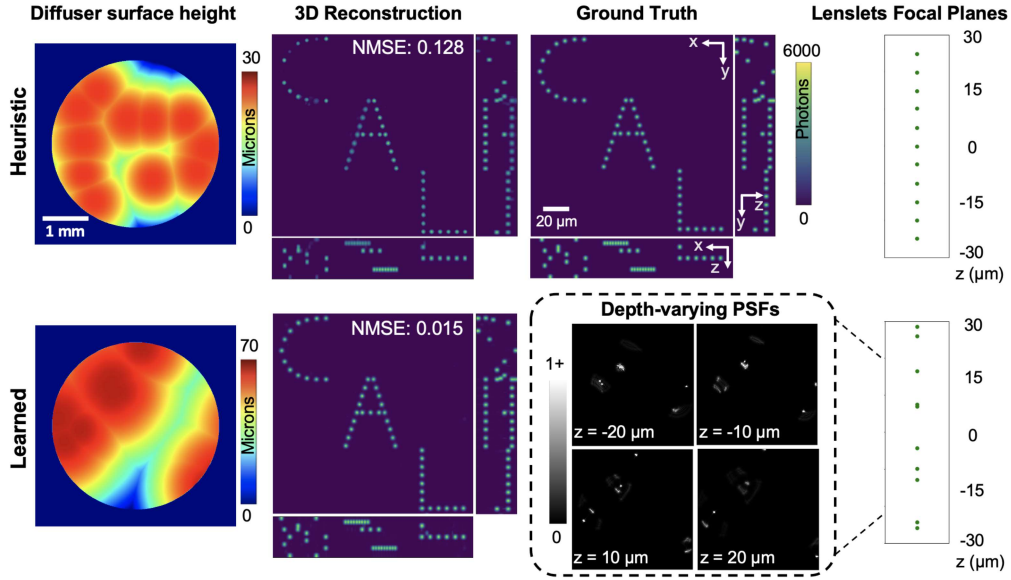 Diffuser surface height
3D Reconstruction
Ground Truth
Lenslets Focal Planes
Heuristic
30
Microns
0
1 mm
NMSE: 0.128
x
y
y
z
20 µm
x
z
6000
Photons
0
30
15
0
-15
-30
z (µm)
Learned
70
Microns
0
NMSE: 0.015
Depth-varying PSFs
1+
0
z = -20 µm
z = -10 µm
z = 10 µm
z = 20 µm
30
15
0
-15
-30
z (µm)